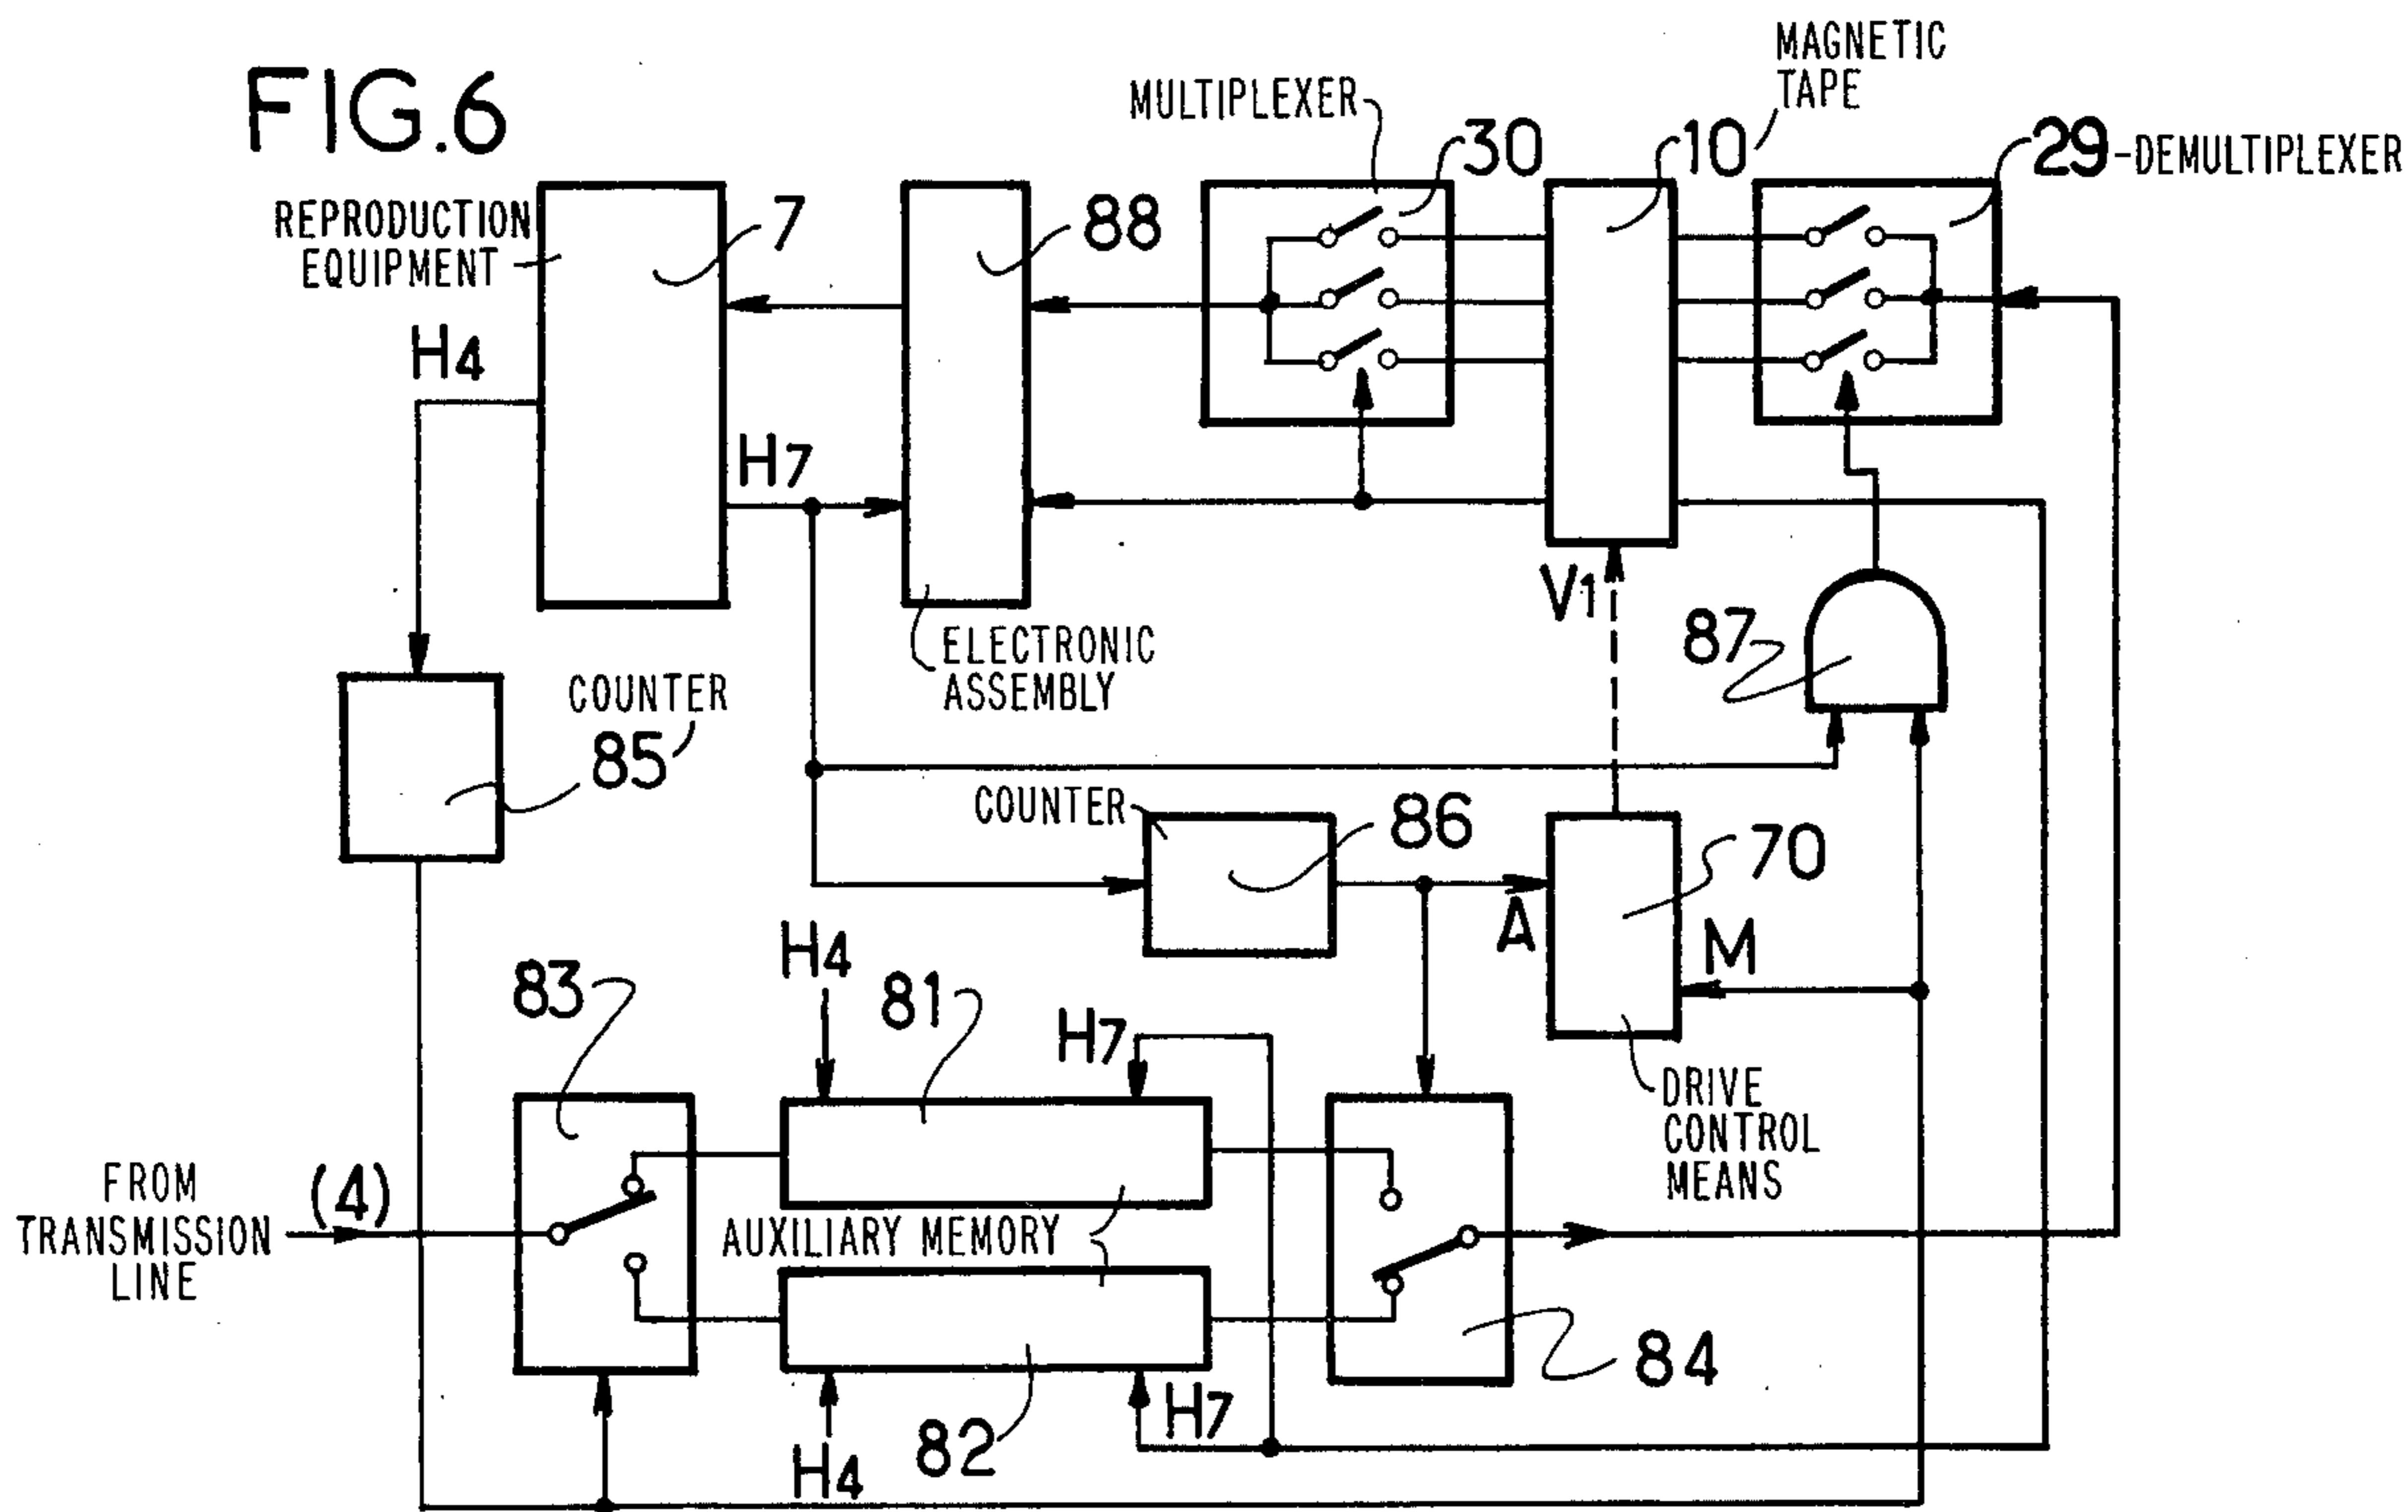 FIG.6
MAGNETIC
TAPE
MULTIPLEXER
30
10
29-DEMULTIPLEXER
REPRODUCTION
EQUIPMENT
7
88
H4
H7
V1
87
ELECTRONIC
ASSEMBLY
COUNTER
85
COUNTER
86
70
A
M
H4
83
81
H7
DRIVE
CONTROL
MEANS
FROM
TRANSMISSION
LINE
(4)
AUXILIARY MEMORY
84
82
H4
H7